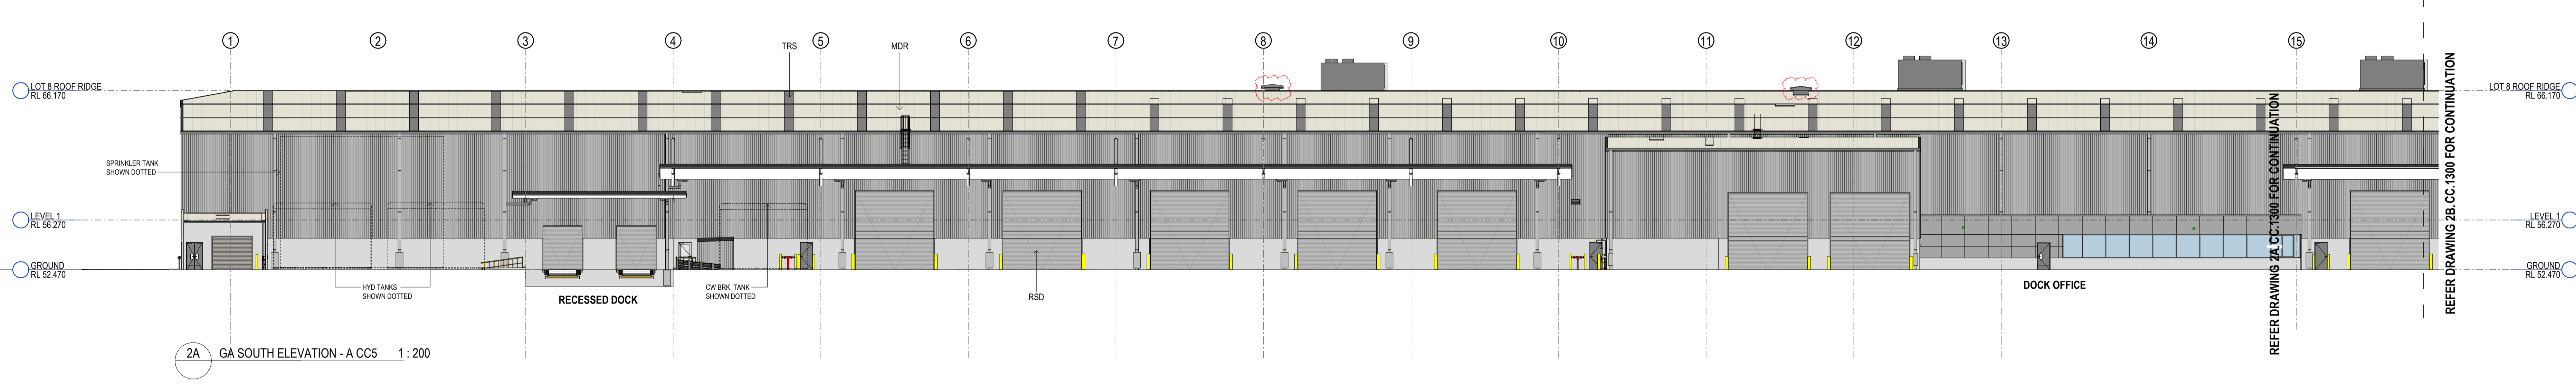 1 2 3 4 5 6 7 8 9 10 11 12 13 14 15
TRS
MDR
LOT 8 ROOF RIDGE
RL 66.170
LOT 8 ROOF RIDGE
RL 66.170
SPRINKLER TANK
SHOWN DOTTED
LEVEL 1
RL 56.270
LEVEL 1
RL 56.270
GROUND
RL 52.470
GROUND
RL 52.470
HYD TANKS
SHOWN DOTTED
RECESSED DOCK
CW BRK. TANK
SHOWN DOTTED
RSD
DOCK OFFICE
REFER DRAWING 2A.CC.1300 FOR CONTINUATION
REFER DRAWING 2B.CC.1300 FOR CONTINUATION
2A GA SOUTH ELEVATION - A CC5 1 : 200